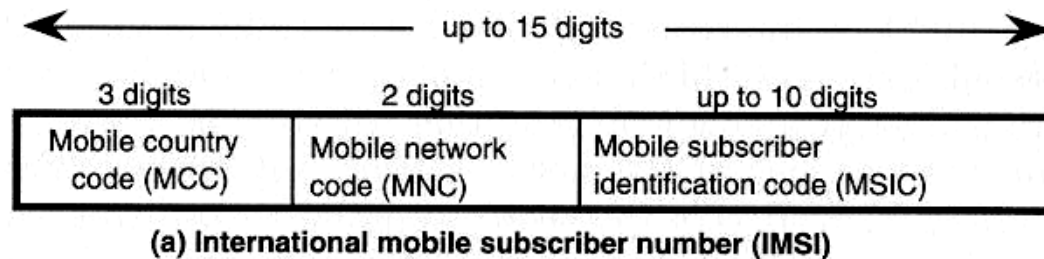 up to 15 digits
3 digits 2 digits up to 10 digits
Mobile country code (MCC)
Mobile network code (MNC)
Mobile subscriber identification code (MSIC)
(a) International mobile subscriber number (IMSI)